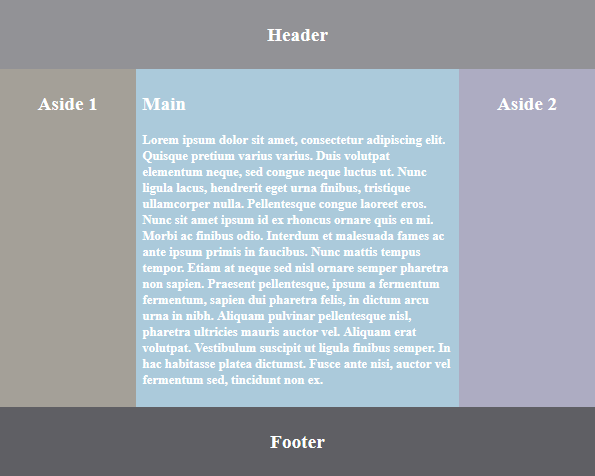 Header
Aside 1
Main
Lorem ipsum dolor sit amet, consectetur adipiscing elit.
Quisque pretium varius varius. Duis volutpat
elementum neque, sed congue neque luctus ut. Nunc
ligula lacus, hendrerit eget urna finibus, tristique
ullamcorper nulla. Pellentesque congue laoreet eros.
Nunc sit amet ipsum id ex rhoncus ornare quis eu mi.
Morbi ac finibus odio. Interdum et malesuada fames ac
ante ipsum primis in faucibus. Nunc mattis tempus
tempor. Etiam at neque sed nisl ornare semper pharetra
non sapien. Praesent pellentesque, ipsum a fermentum
fermentum, sapien dui pharetra felis, in dictum arcu
urna in nibh. Aliquam pulvinar pellentesque nisl,
pharetra ultricies mauris auctor vel. Aliquam erat
volutpat. Vestibulum suscipit ut ligula finibus semper. In
hac habitasse platea dictumst. Fusce ante nisi, auctor vel
fermentum sed, tincidunt non ex.
Aside 2
Footer